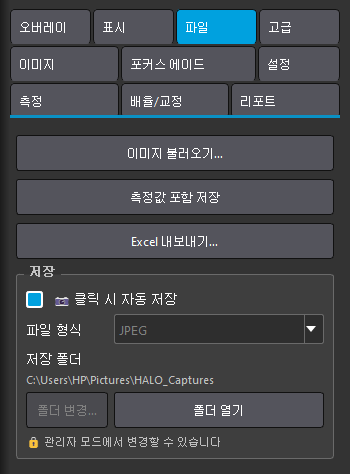 오버레이 표시 파일 고급
이미지 포커스 에이드 설정
측정 배율/교정 리포트
이미지 불러오기...
측정값 포함 저장
Excel 내보내기...
저장
클릭 시 자동 저장
파일 형식 JPEG
저장 폴더
C:\Users\HP\Pictures\HALO_Captures
폴더 변경... 폴더 열기
관리자 모드에서 변경할 수 있습니다